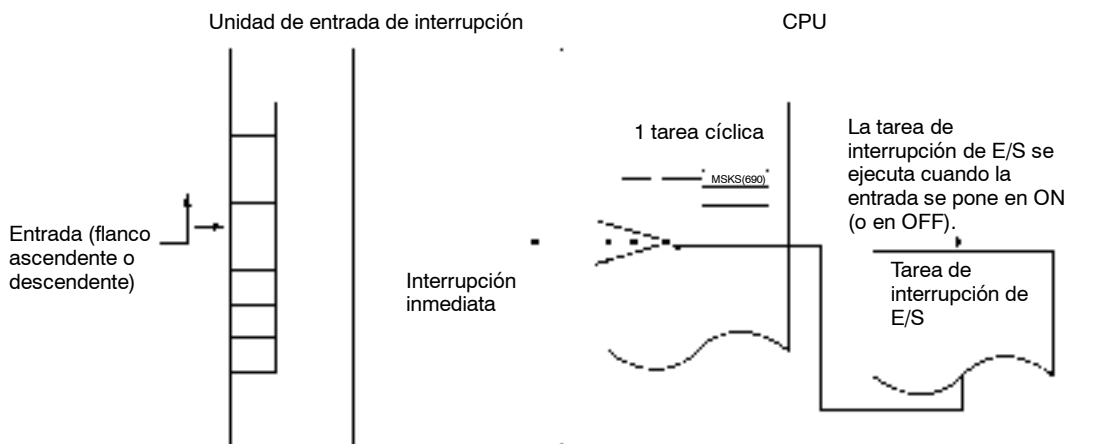 Unidad de entrada de interrupción
CPU
1 tarea cíclica
MSKS(690)
La tarea de
interrupción de E/S se
ejecuta cuando la
entrada se pone en ON
(o en OFF).
Entrada (flanco
ascendente o
descendente)
Interrupción
inmediata
Tarea de
interrupción de
E/S